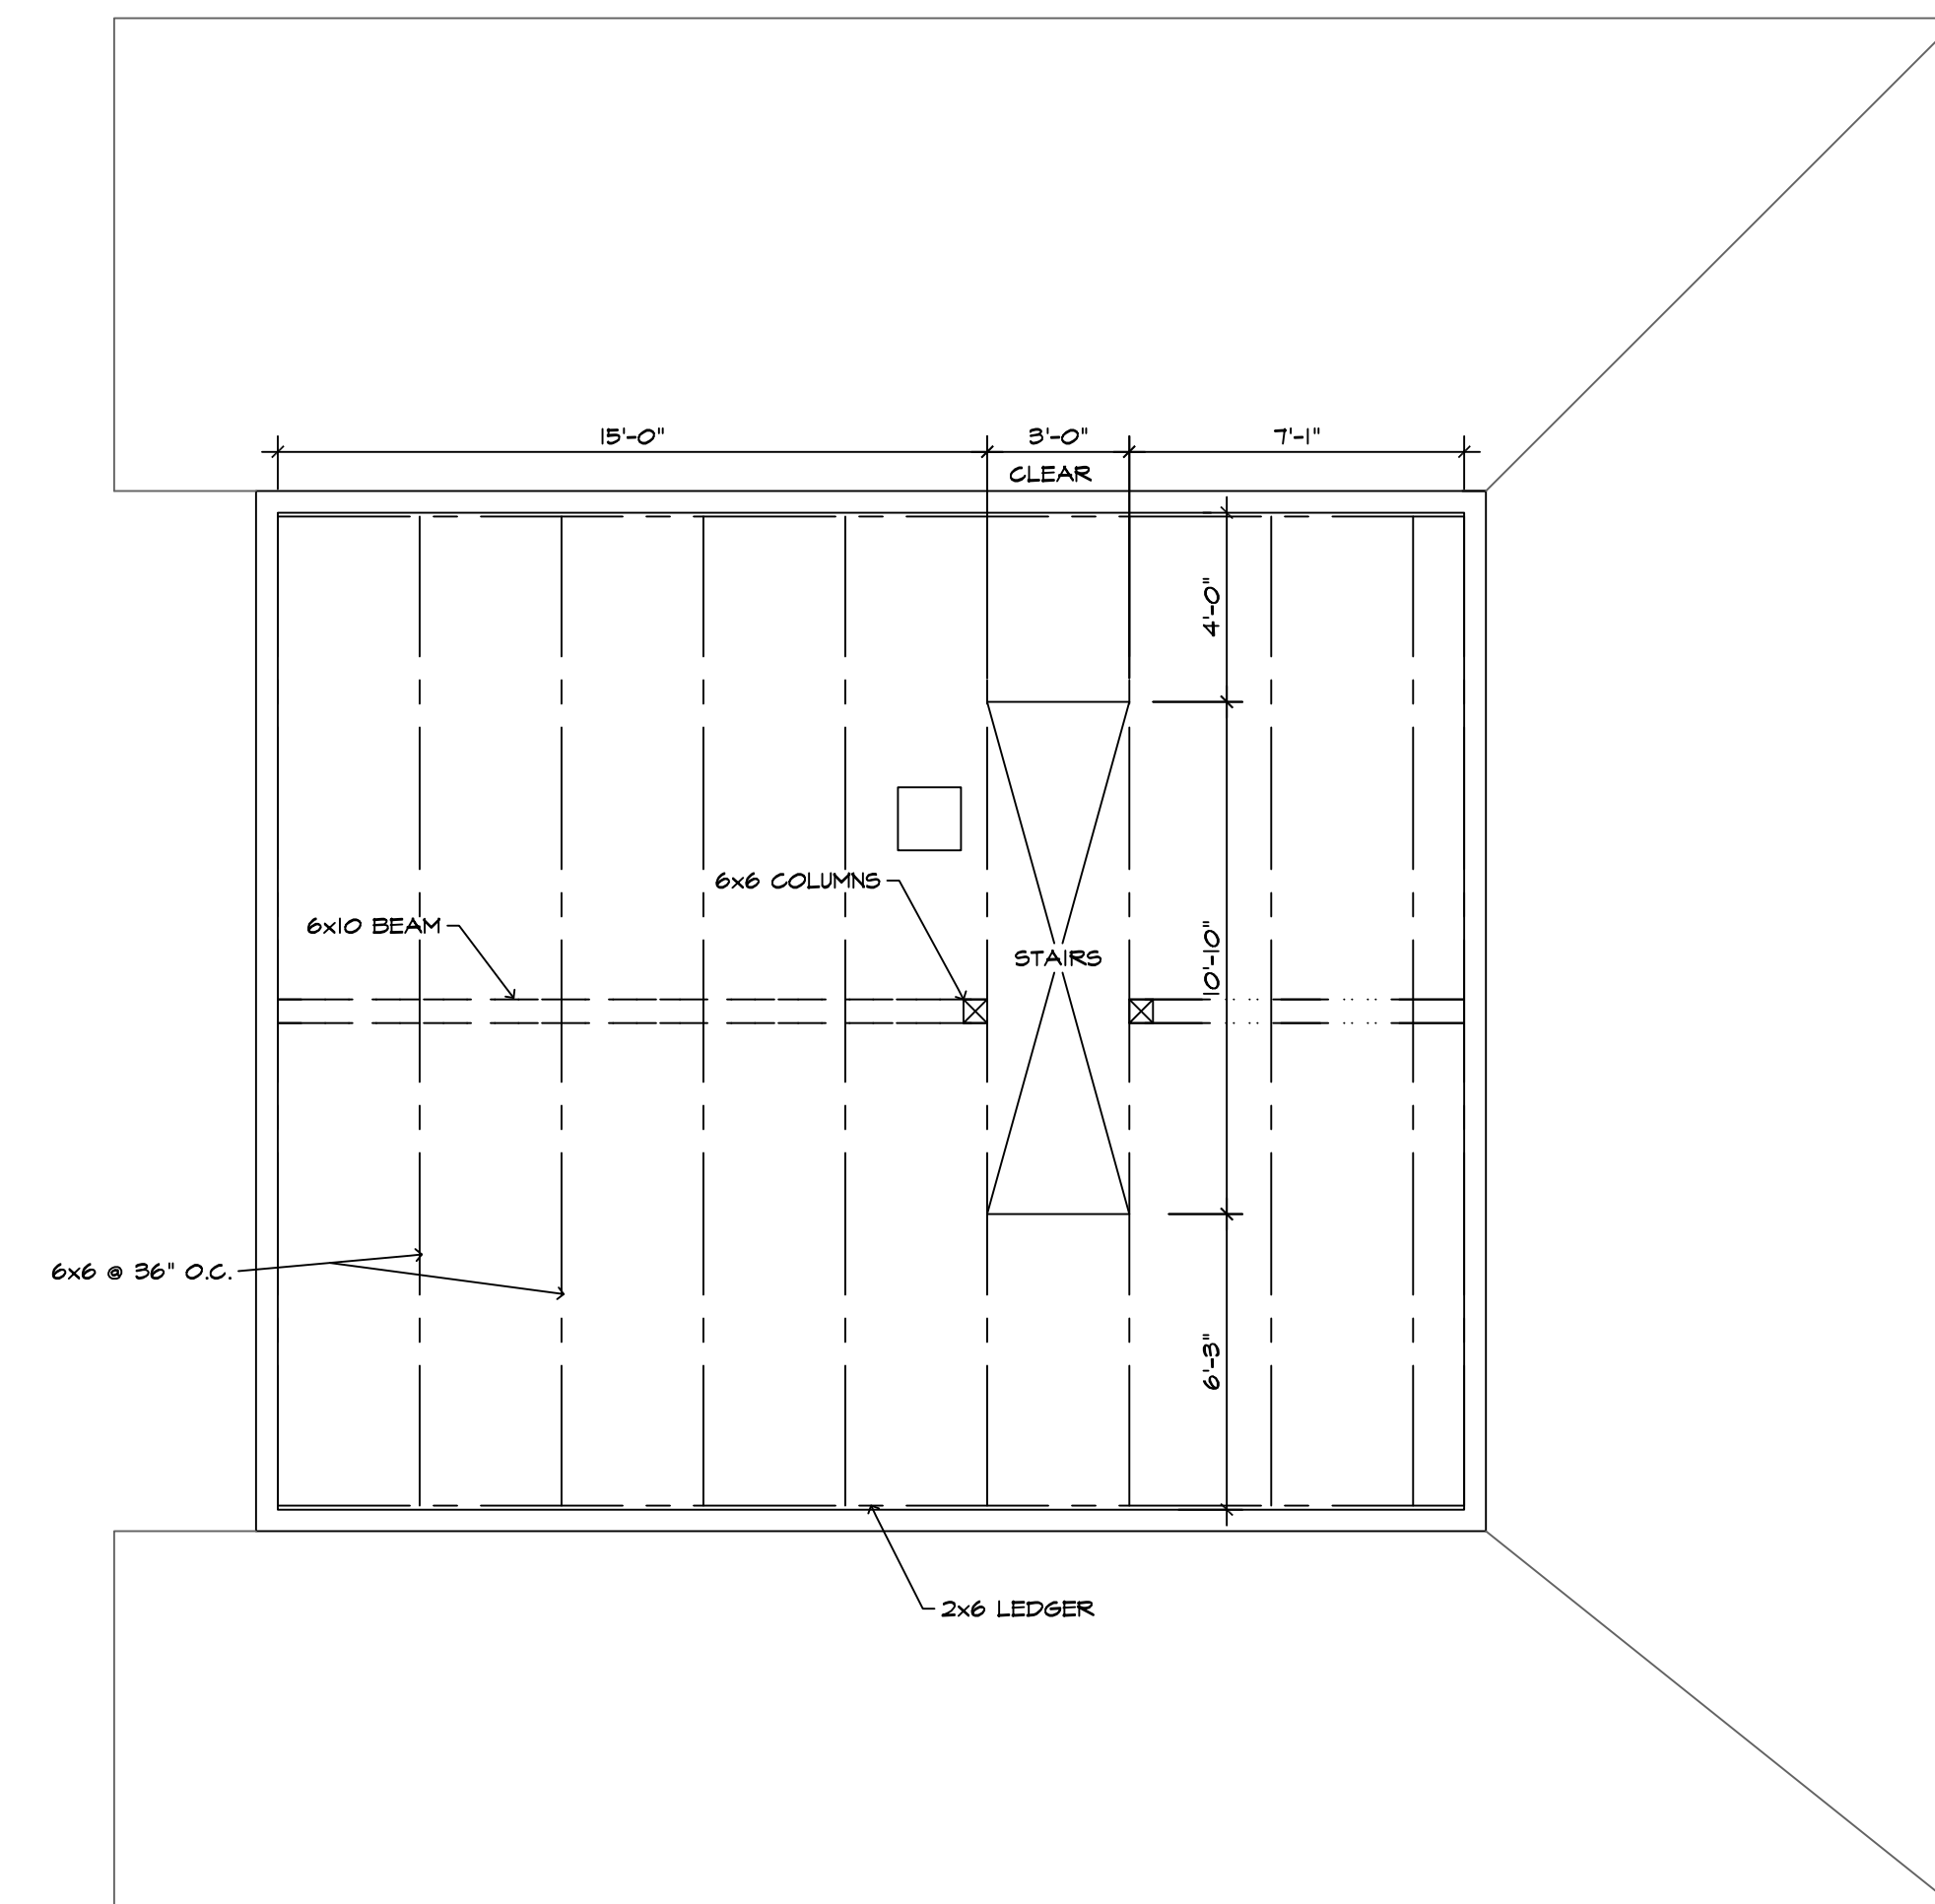 15'-0"
3'-0"
7'-1"
CLEAR
4'-0"
6x6 COLUMNS
6x10 BEAM
10'-10"
STAIRS
6x6 @ 36" O.C.
6'-3"
2x6 LEDGER